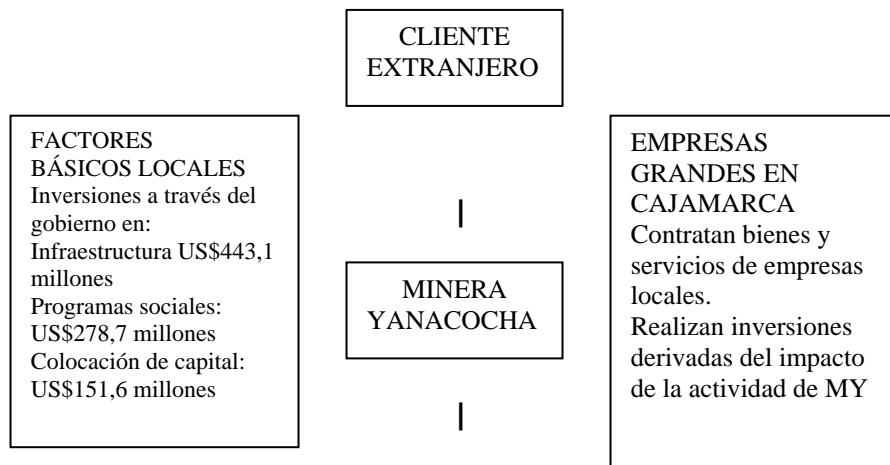 CLIENTE
EXTRANJERO
FACTORES
BÁSICOS LOCALES
Inversiones a través del
gobierno en:
Infraestructura US$443,1
millones
Programas sociales:
US$278,7 millones
Colocación de capital:
US$151,6 millones
MINERA
YANACOCHA
EMPRESAS
GRANDES EN
CAJAMARCA
Contratan bienes y
servicios de empresas
locales.
Realizan inversiones
derivadas del impacto
de la actividad de MY